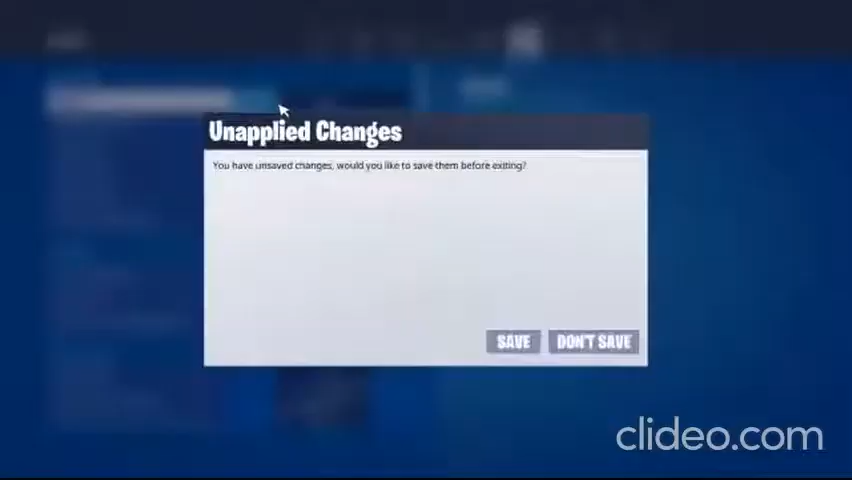 Unapplied Changes
You have unsaved changes, would you like to save them before exiting?
SAVE
DON'T SAVE
clideo.com